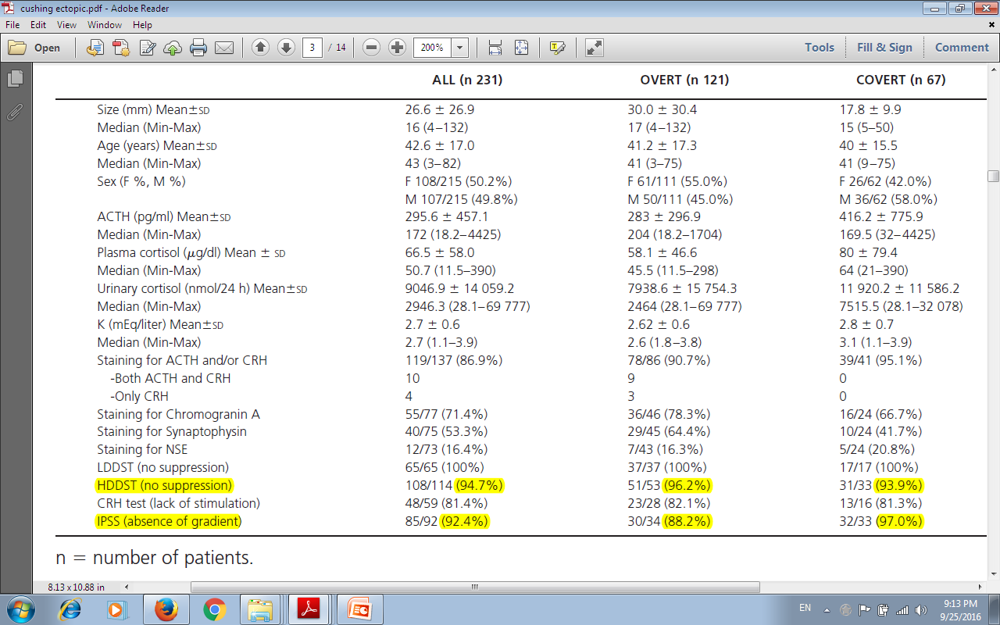 cushing ectopic.pdf - Adobe Reader
File Edit View Window Help
Open 3 / 14 200% Tools Fill & Sign Comment
ALL (n 231) OVERT (n 121) COVERT (n 67)
Size (mm) Mean±SD 26.6 ± 26.9 30.0 ± 30.4 17.8 ± 9.9
Median (Min-Max) 16 (4–132) 17 (4–132) 15 (5–50)
Age (years) Mean±SD 42.6 ± 17.0 41.2 ± 17.3 40 ± 15.5
Median (Min-Max) 43 (3–82) 41 (3–75) 41 (9–75)
Sex (F %, M %) F 108/215 (50.2%) F 61/111 (55.0%) F 26/62 (42.0%)
M 107/215 (49.8%) M 50/111 (45.0%) M 36/62 (58.0%)
ACTH (pg/ml) Mean±SD 295.6 ± 457.1 283 ± 296.9 416.2 ± 775.9
Median (Min-Max) 172 (18.2–4425) 204 (18.2–1704) 169.5 (32–4425)
Plasma cortisol (μg/dl) Mean ± SD 66.5 ± 58.0 58.1 ± 46.6 80 ± 79.4
Median (Min-Max) 50.7 (11.5–390) 45.5 (11.5–298) 64 (21–390)
Urinary cortisol (nmol/24 h) Mean±SD 9046.9 ± 14 059.2 7938.6 ± 15 754.3 11 920.2 ± 11 586.2
Median (Min-Max) 2946.3 (28.1–69 777) 2464 (28.1–69 777) 7515.5 (28.1–32 078)
K (mEq/liter) Mean±SD 2.7 ± 0.6 2.62 ± 0.6 2.8 ± 0.7
Median (Min-Max) 2.7 (1.1–3.9) 2.6 (1.8–3.8) 3.1 (1.1–3.9)
Staining for ACTH and/or CRH 119/137 (86.9%) 78/86 (90.7%) 39/41 (95.1%)
-Both ACTH and CRH 10 9 0
-Only CRH 4 3 0
Staining for Chromogranin A 55/77 (71.4%) 36/46 (78.3%) 16/24 (66.7%)
Staining for Synaptophysin 40/75 (53.3%) 29/45 (64.4%) 10/24 (41.7%)
Staining for NSE 12/73 (16.4%) 7/43 (16.3%) 5/24 (20.8%)
LDDST (no suppression) 65/65 (100%) 37/37 (100%) 17/17 (100%)
HDDST (no suppression) 108/114 (94.7%) 51/53 (96.2%) 31/33 (93.9%)
CRH test (lack of stimulation) 48/59 (81.4%) 23/28 (82.1%) 13/16 (81.3%)
IPSS (absence of gradient) 85/92 (92.4%) 30/34 (88.2%) 32/33 (97.0%)
n = number of patients.
8.13 x 10.88 in
EN 9:13 PM
9/25/2016